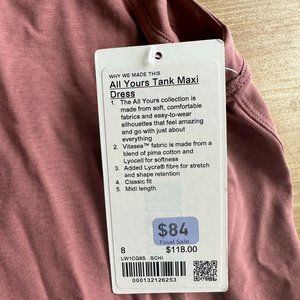 WHY WE MADE THIS
All Yours Tank Maxi
Dress
1. The All Yours collection is
made from soft, comfortable
fabrics and easy-to-wear
silhouettes that feel amazing
and go with just about
everything
2. Vitasea™ fabric is made from a
blend of pima cotton and
Lyocell for softness
3. Added Lycra® fibre for stretch
and shape retention
4. Classic fit
5. Midi length
$84
Final Sale
8 $118.00
LW1CQ8S SCHI
000132126253